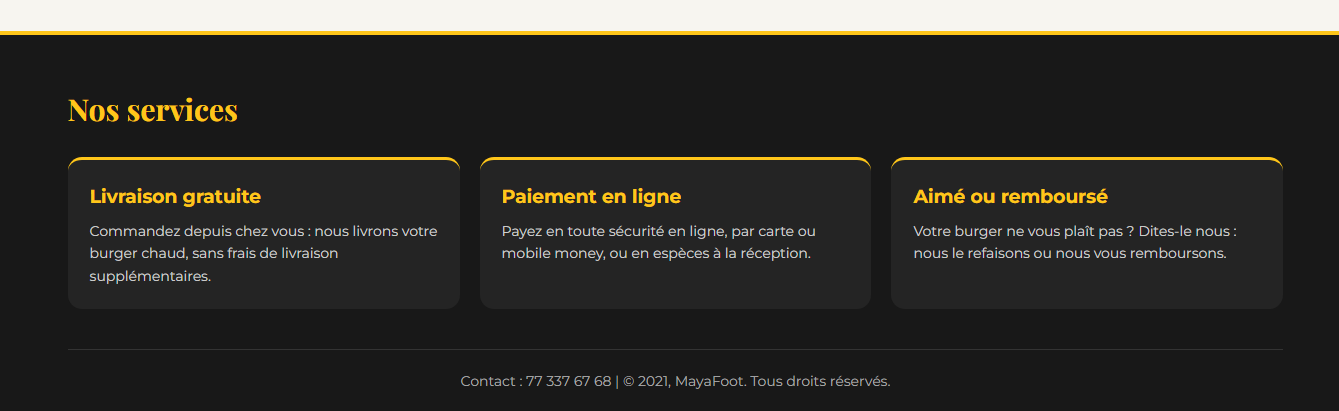 Nos services
Livraison gratuite
Commandez depuis chez vous : nous livrons votre
burger chaud, sans frais de livraison
supplémentaires.
Paiement en ligne
Payez en toute sécurité en ligne, par carte ou
mobile money, ou en espèces à la réception.
Aimé ou remboursé
Votre burger ne vous plaît pas ? Dites-le nous :
nous le refaisons ou nous vous remboursons.
Contact : 77 337 67 68 | © 2021, MayaFoot. Tous droits réservés.